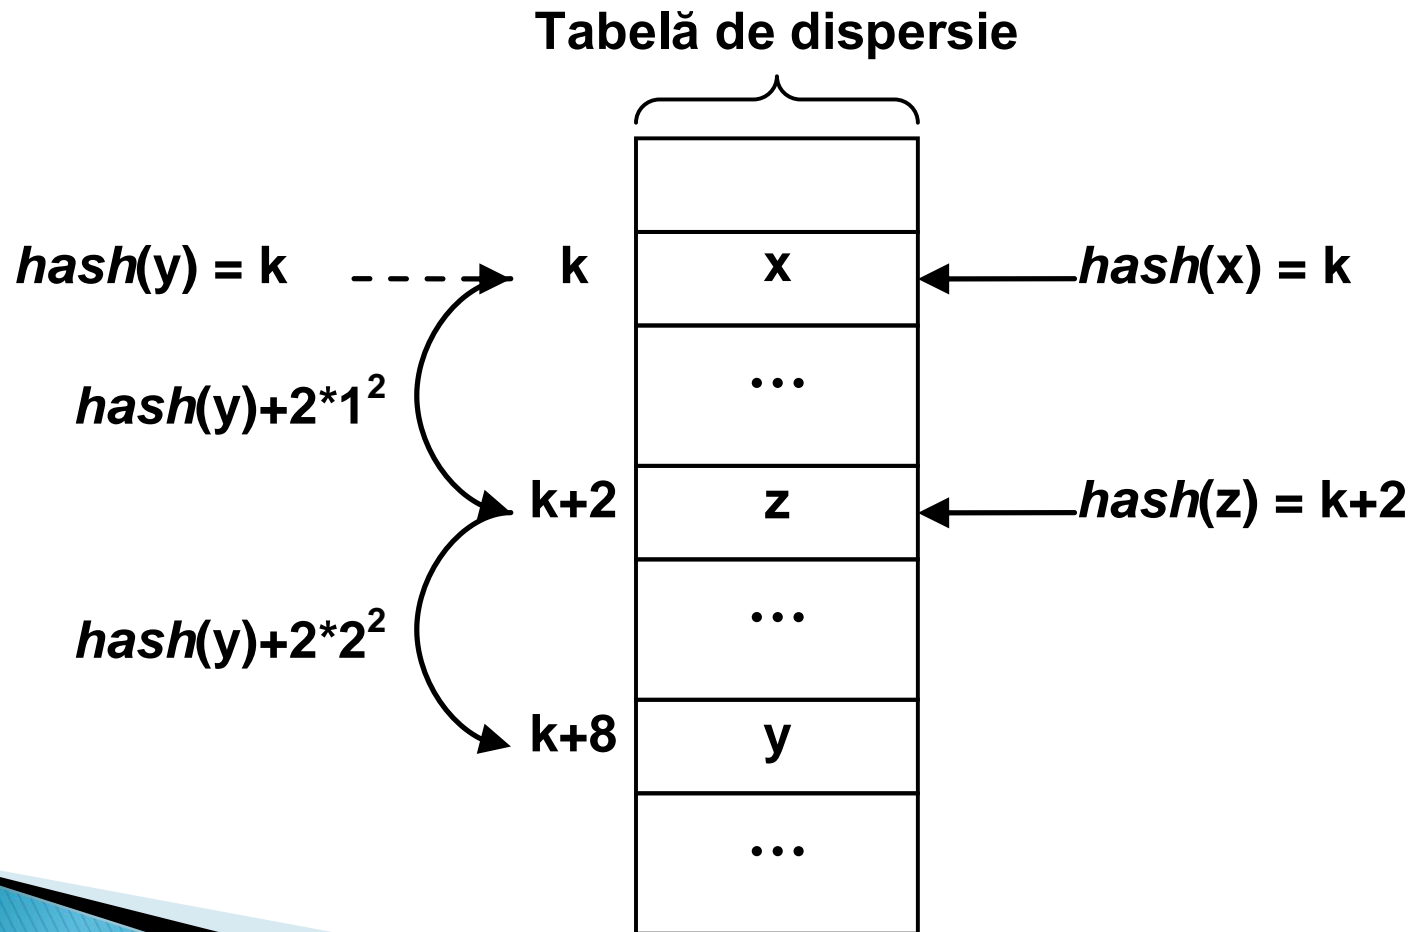 Tabelă de dispersie
hash(y) = k k x hash(x) = k
...
hash(y)+2*1²
k+2 z hash(z) = k+2
...
hash(y)+2*2²
k+8 y
...